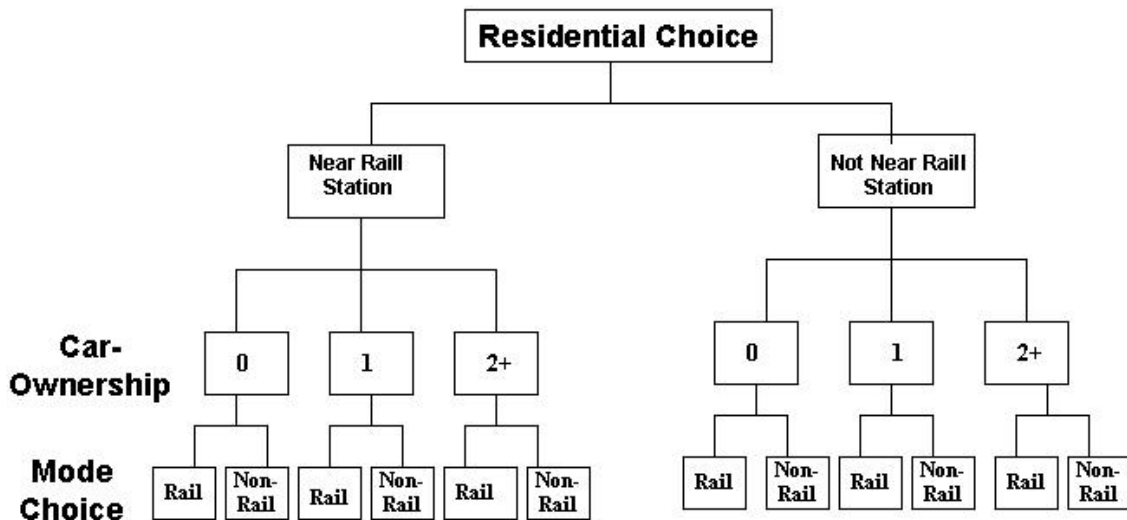 Residential Choice
Near Raill
Station
Not Near Raill
Station
Car-
Ownership
0
1
2+
0
1
2+
Mode
Choice
Rail
Non-
Rail
Rail
Non-
Rail
Rail
Non-
Rail
Rail
Non-
Rail
Rail
Non-
Rail
Rail
Non-
Rail